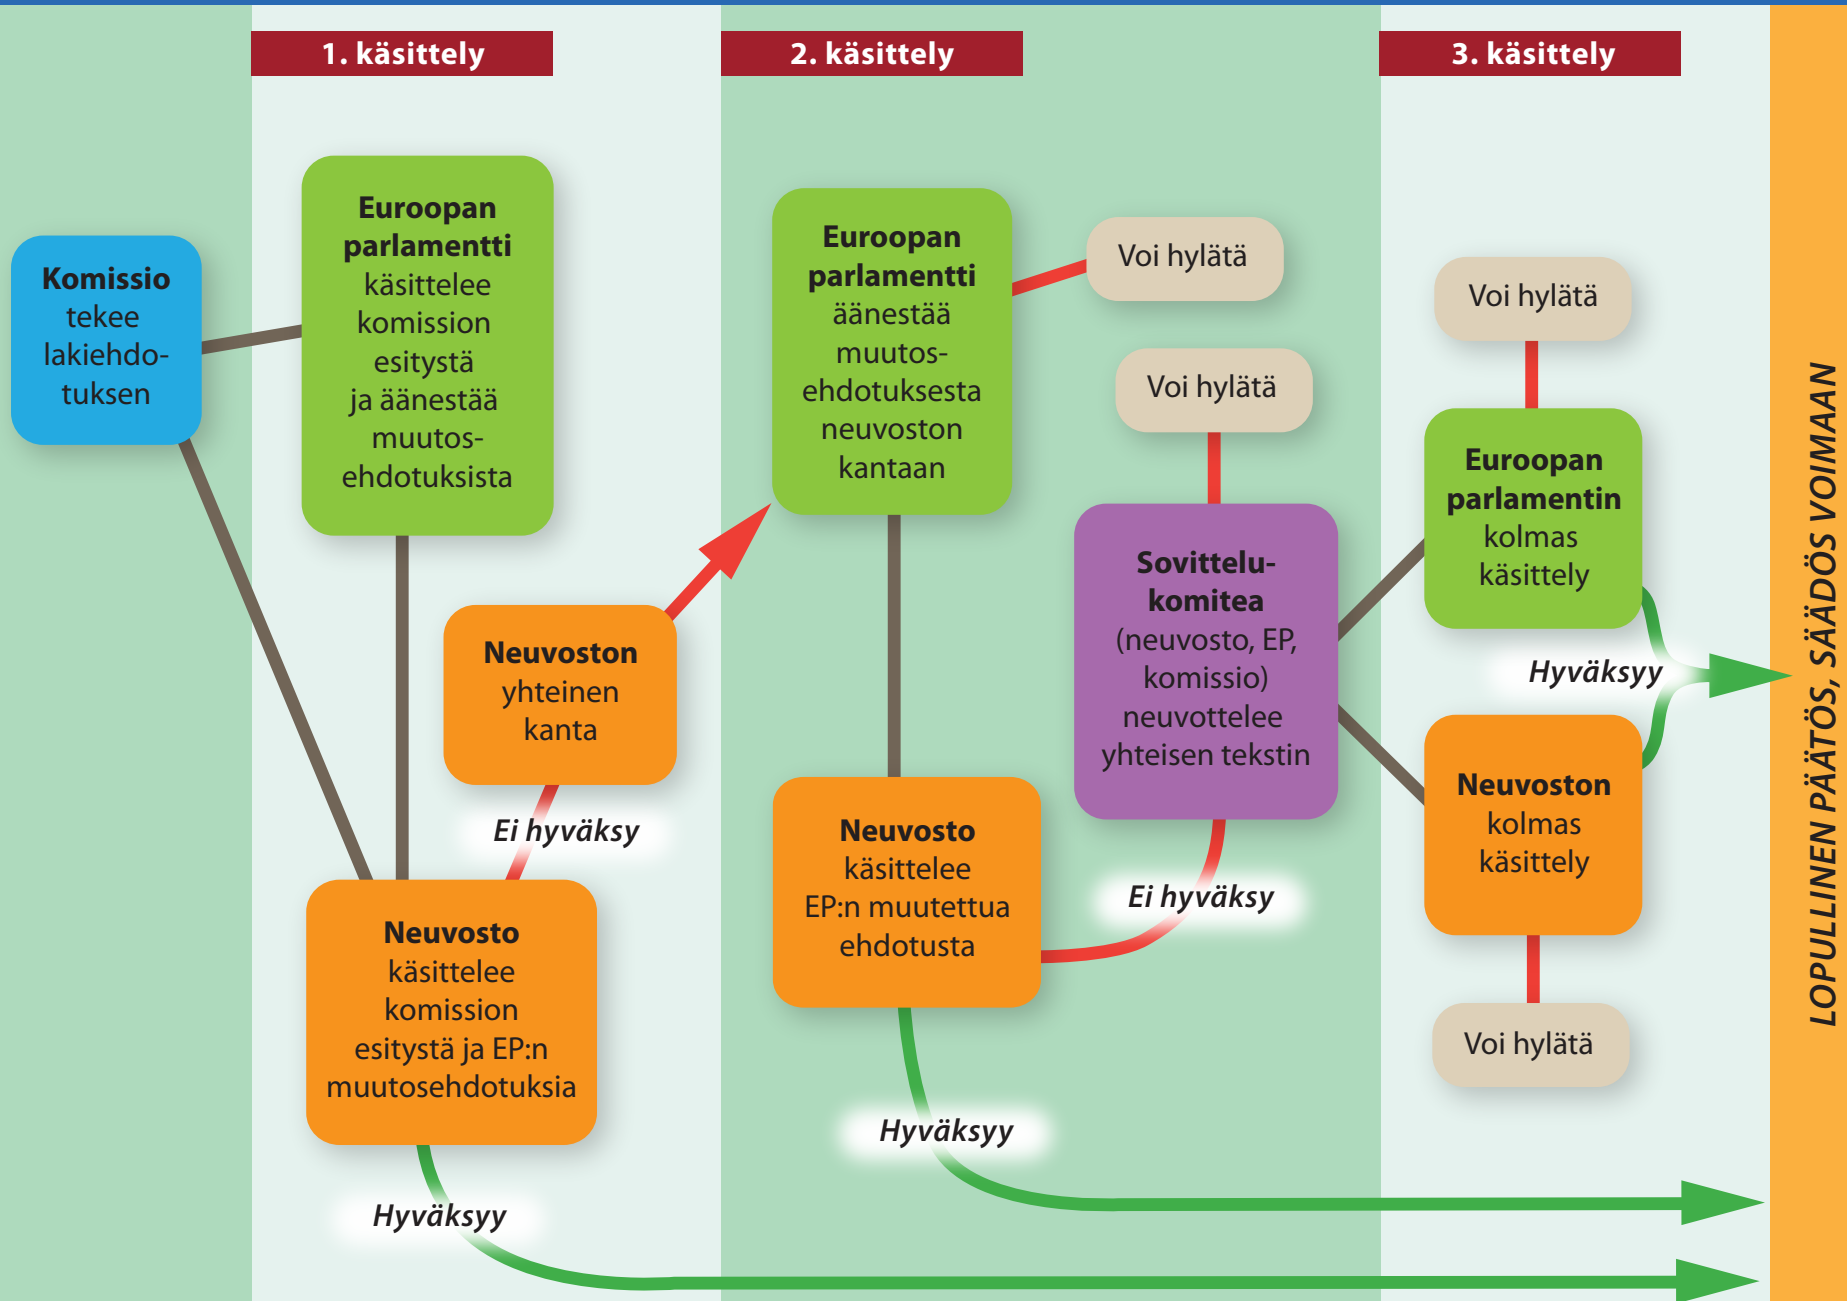 1. käsittely
2. käsittely
3. käsittely
Komissio
tekee
lakiehdo-
tuksen
Euroopan
parlamentti
käsittelee
komission
esitystä
ja äänestää
muutos-
ehdotuksista
Neuvoston
yhteinen
kanta
Ei hyväksy
Neuvosto
käsittelee
komission
esitystä ja EP:n
muutosehdotuksia
Hyväksyy
Euroopan
parlamentti
äänestää
muutos-
ehdotuksesta
neuvoston
kantaan
Voi hylätä
Voi hylätä
Sovittelu-
komitea
(neuvosto, EP,
komissio)
neuvottelee
yhteisen tekstin
Ei hyväksy
Neuvosto
käsittelee
EP:n muutettua
ehdotusta
Hyväksyy
Voi hylätä
Euroopan
parlamentin
kolmas
käsittely
Hyväksyy
Neuvoston
kolmas
käsittely
Voi hylätä
LOPULLINEN PÄÄTÖS, SÄÄDÖS VOIMAAN